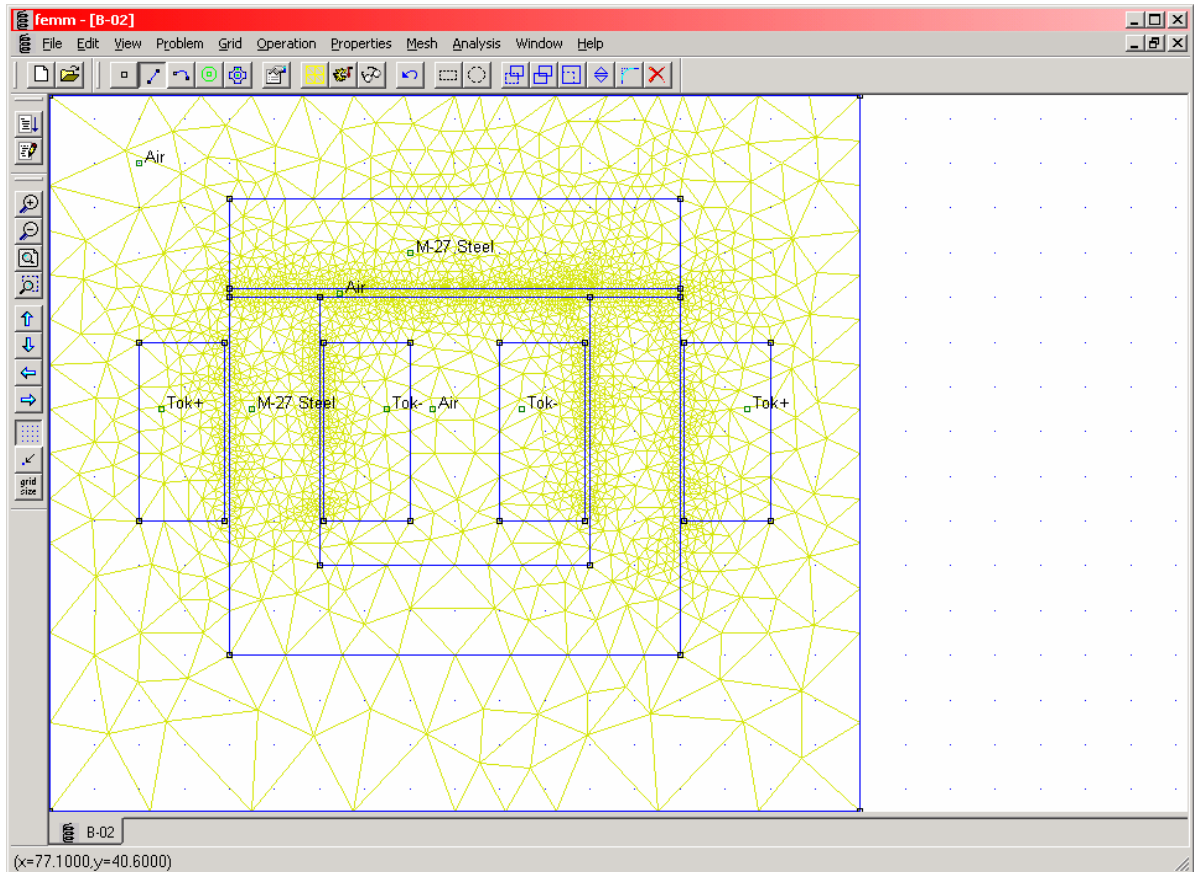 femm - [B-02]
File Edit View Problem Grid Operation Properties Mesh Analysis Window Help
Air
M-27 Steel
Air
Tok+ M-27 Steel Tok- Air Tok- Tok+
grid
size
B-02
(x=77.1000,y=40.6000)